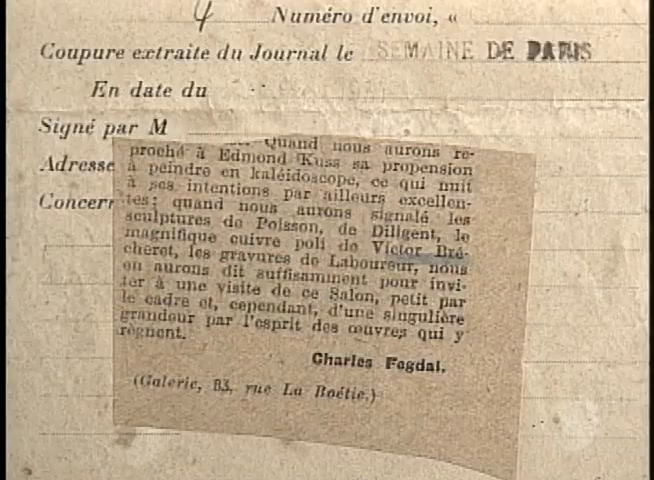 4 Numéro d'envoi, «
Coupure extraite du Journal le SEMAINE DE PARIS
En date du
Signé par M
Adresse
Concern
Quand nous aurons re-
proché à Edmond Kuss sa propension
à peindre en kaléidoscope, ce qui nuit
à ses intentions par ailleurs excellen-
tes; quand nous aurons signalé les
sculptures de Poisson, de Diligent, le
magnifique cuivre poli de Victor Bré-
cheret, les gravures de Laboureur, nous
en aurons dit suffisamment pour invi-
ter à une visite de ce Salon, petit par
le cadre et, cependant, d'une singulière
grandeur par l'esprit des œuvres qui y
règnent.
Charles Fegdal.
(Galerie, 83, rue La Boétie.)